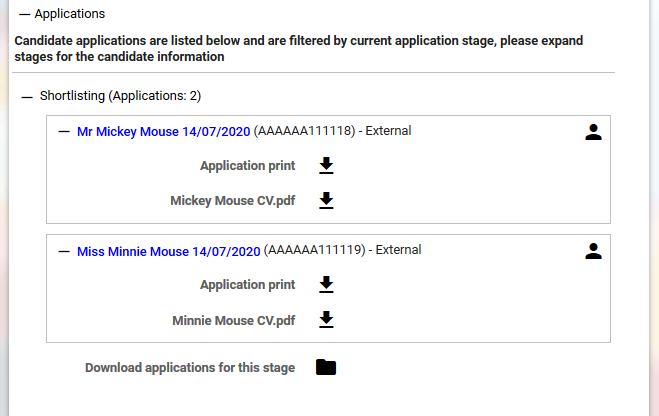 — Applications
Candidate applications are listed below and are filtered by current application stage, please expand
stages for the candidate information
— Shortlisting (Applications: 2)
— Mr Mickey Mouse 14/07/2020 (AAAAAA111118) - External
Application print
Mickey Mouse CV.pdf
— Miss Minnie Mouse 14/07/2020 (AAAAAA111119) - External
Application print
Minnie Mouse CV.pdf
Download applications for this stage